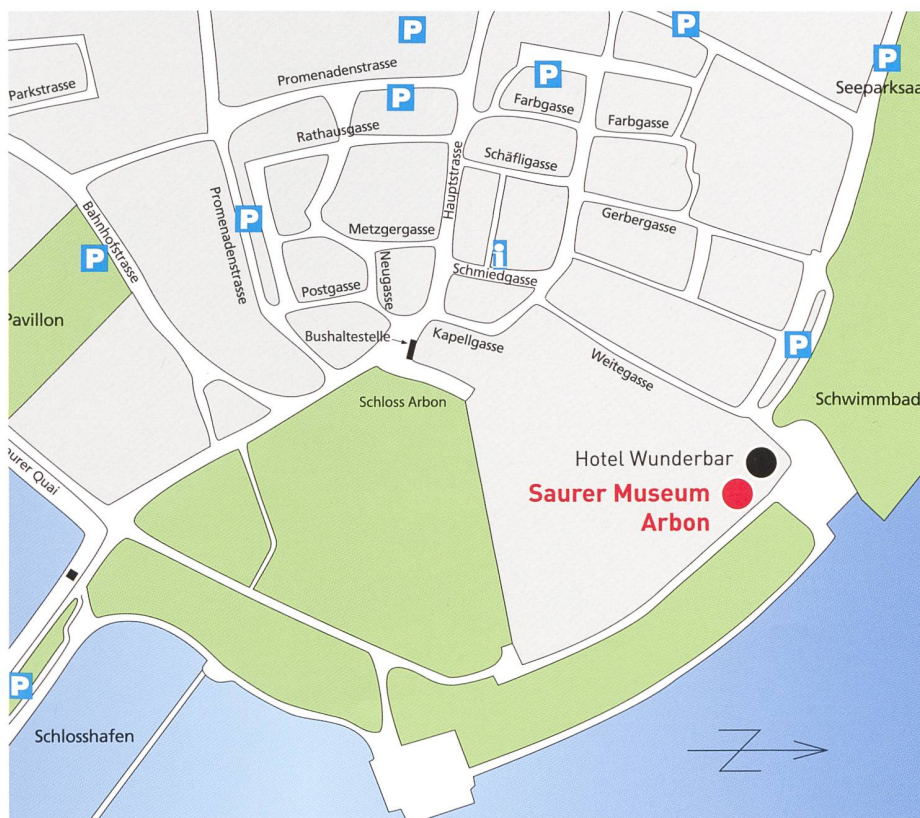 P
P
P
Promenadenstrasse
P
Seeparksaa
Parkstrasse
P
Farbgasse
Farbgasse
Rathausgasse
Schäfligasse
Hauptstrasse
Promenadenstrasse
P
Bahnhofstrasse
P
Metzgergasse
Gerbergasse
i
Schmiedgasse
Neugasse
Postgasse
Pavillon
Bushaltestelle
Kapellgasse
P
Weitegasse
Schloss Arbon
Schwimmbad
Hotel Wunderbar
Saurer Museum
Arbon
aurer Quai
P
Schlosshafen
N